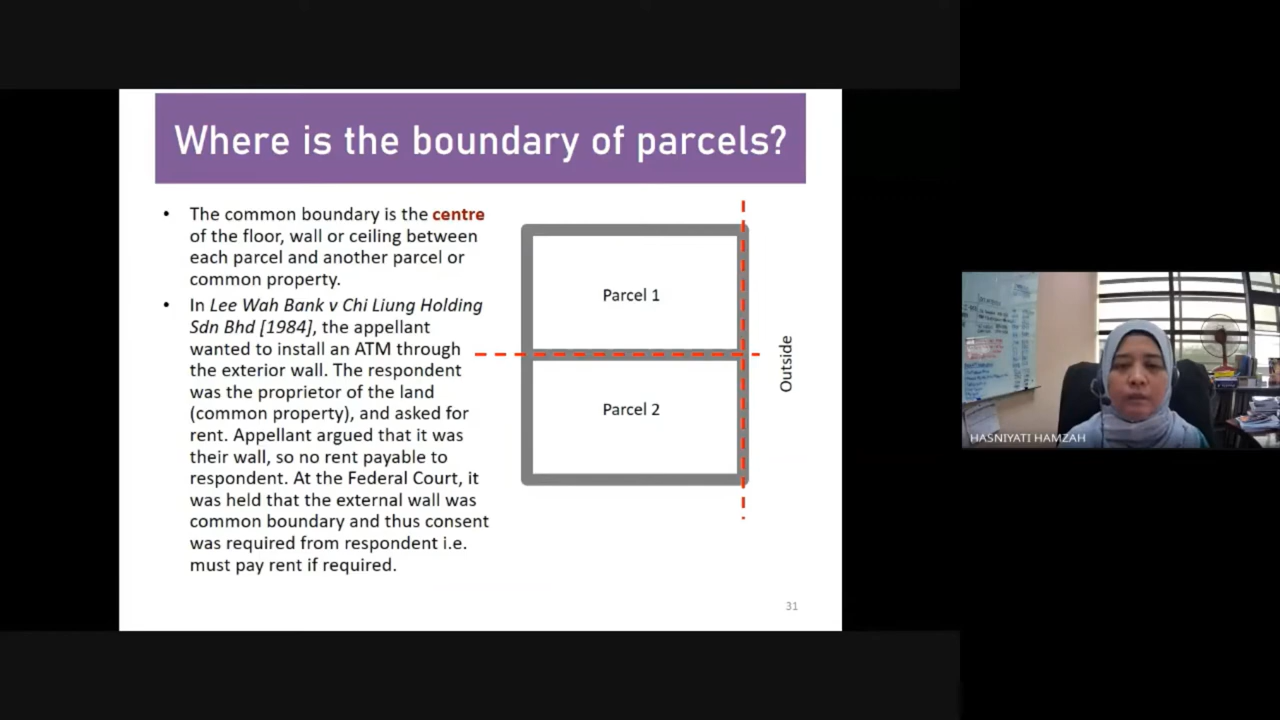 Where is the boundary of parcels?
• The common boundary is the centre
of the floor, wall or ceiling between
each parcel and another parcel or
common property.
• In Lee Wah Bank v Chi Liung Holding
Sdn Bhd [1984], the appellant
wanted to install an ATM through
the exterior wall. The respondent
was the proprietor of the land
(common property), and asked for
rent. Appellant argued that it was
their wall, so no rent payable to
respondent. At the Federal Court, it
was held that the external wall was
common boundary and thus consent
was required from respondent i.e.
must pay rent if required.
Parcel 1
Parcel 2
Outside
31
HASNIYATI HAMZAH